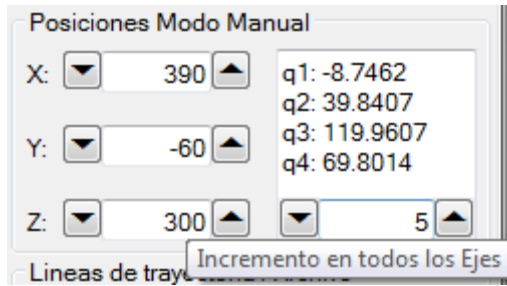 Posiciones Modo Manual
X: 390
q1: -8.7462
q2: 39.8407
q3: 119.9607
q4: 69.8014
Y: -60
Z: 300
5
Incremento en todos los Ejes
Lineas de